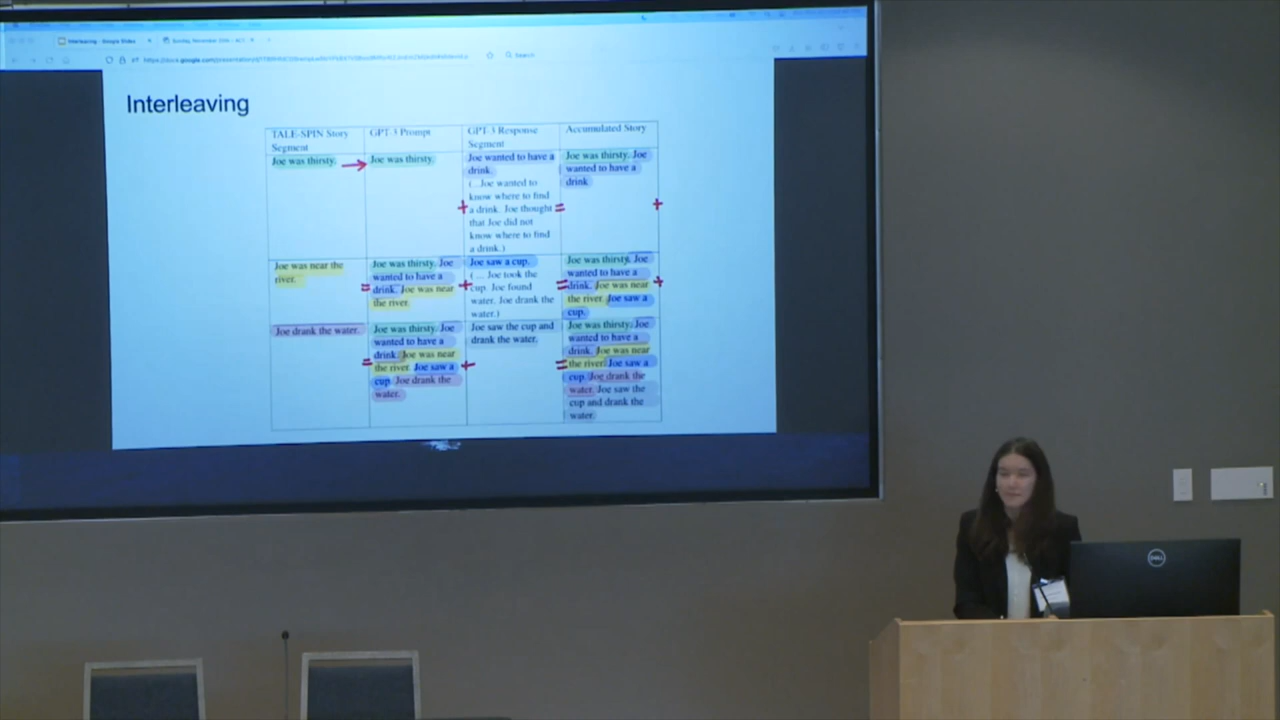 Interleaving - Google Slides
Search
Interleaving
TALE-SPIN Story
Segment
GPT-3 Prompt
GPT-3 Response
Segment
Accumulated Story
Joe was thirsty.
Joe was thirsty.
Joe wanted to have a
drink.
(...Joe wanted to
know where to find
a drink. Joe thought
that Joe did not
know where to find
a drink.)
Joe was thirsty. Joe
wanted to have a
drink
+
=
+
Joe was near the
river.
=
Joe was thirsty. Joe
wanted to have a
drink. Joe was near
the river.
+
Joe saw a cup.
( ... Joe took the
cup. Joe found
water. Joe drank the
water.)
=
Joe was thirsty. Joe
wanted to have a
drink. Joe was near
the river. Joe saw a
cup.
+
Joe drank the water.
=
Joe was thirsty. Joe
wanted to have a
drink. Joe was near
the river. Joe saw a
cup. Joe drank the
water.
+
Joe saw the cup and
drank the water.
=
Joe was thirsty. Joe
wanted to have a
drink. Joe was near
the river. Joe saw a
cup. Joe drank the
water. Joe saw the
cup and drank the
water.
DELL